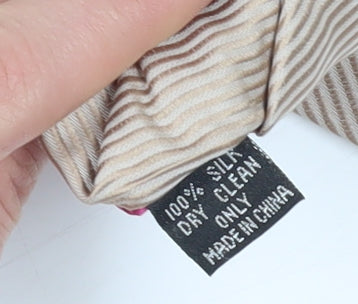 100% SILK
DRY CLEAN
ONLY
MADE IN CHINA